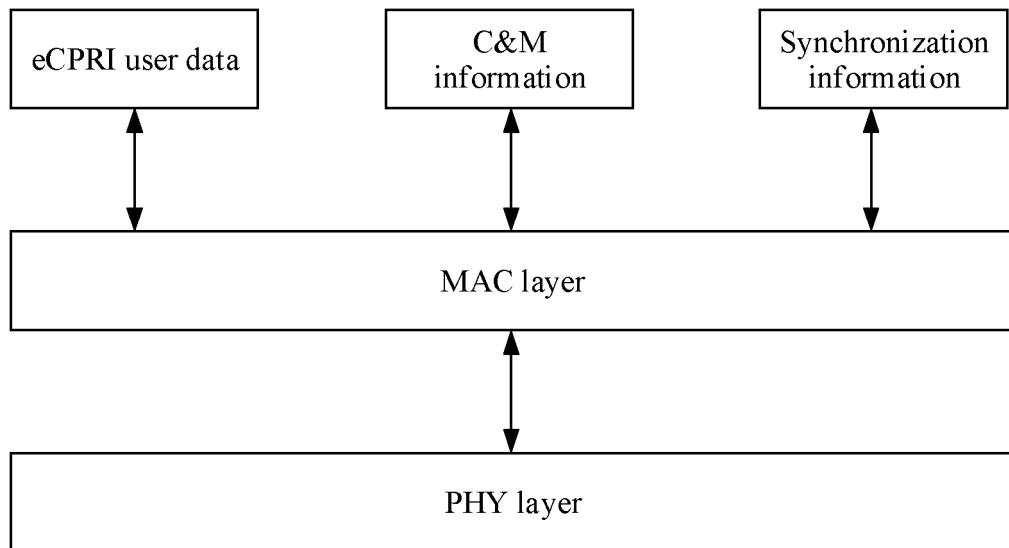 eCPRI user data
C&M
information
Synchronization
information
MAC layer
PHY layer